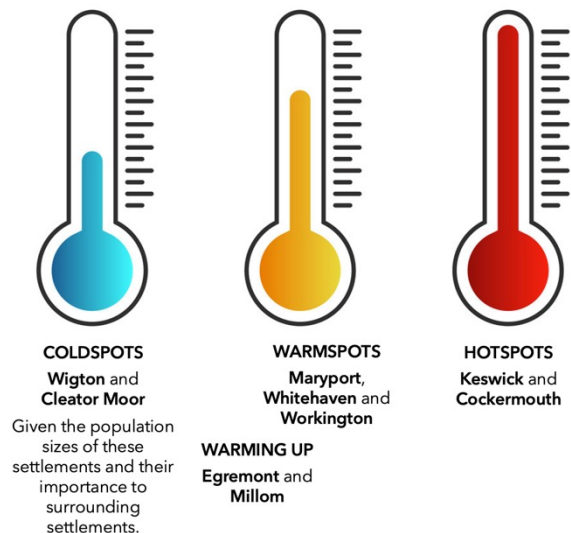 COLDSPOTS
Wigton and
Cleator Moor
Given the population
sizes of these
settlements and their
importance to
surrounding
settlements.
WARMSPOTS
Maryport,
Whitehaven and
Workington
WARMING UP
Egremont and
Millom
HOTSPOTS
Keswick and
Cockermouth